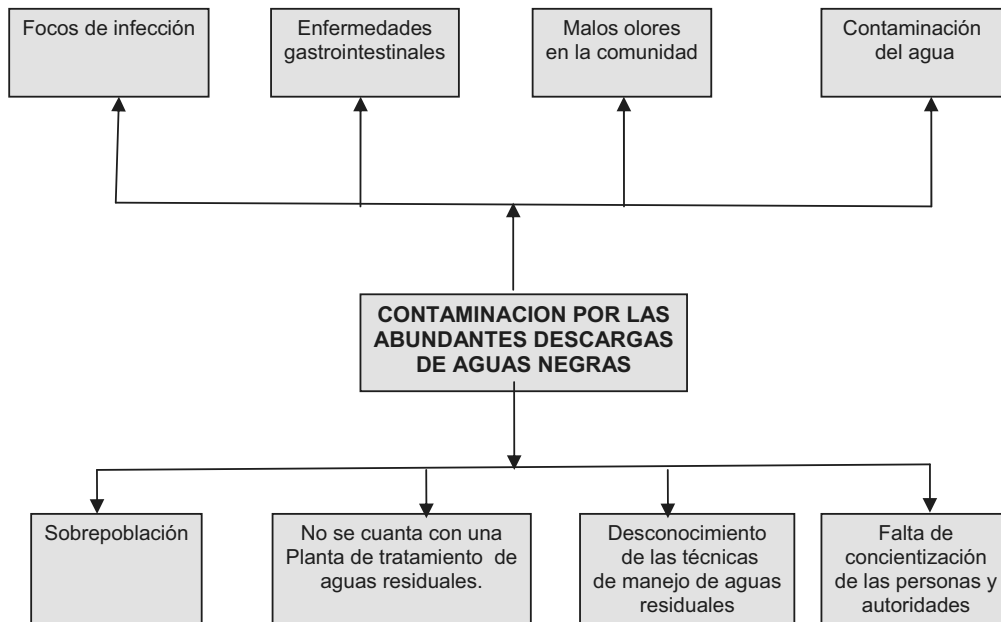 Focos de infección
Enfermedades
gastrointestinales
Malos olores
en la comunidad
Contaminación
del agua
CONTAMINACION POR LAS
ABUNDANTES DESCARGAS
DE AGUAS NEGRAS
Sobrepoblación
No se cuanta con una
Planta de tratamiento de
aguas residuales.
Desconocimiento
de las técnicas
de manejo de aguas
residuales
Falta de
concientización
de las personas y
autoridades